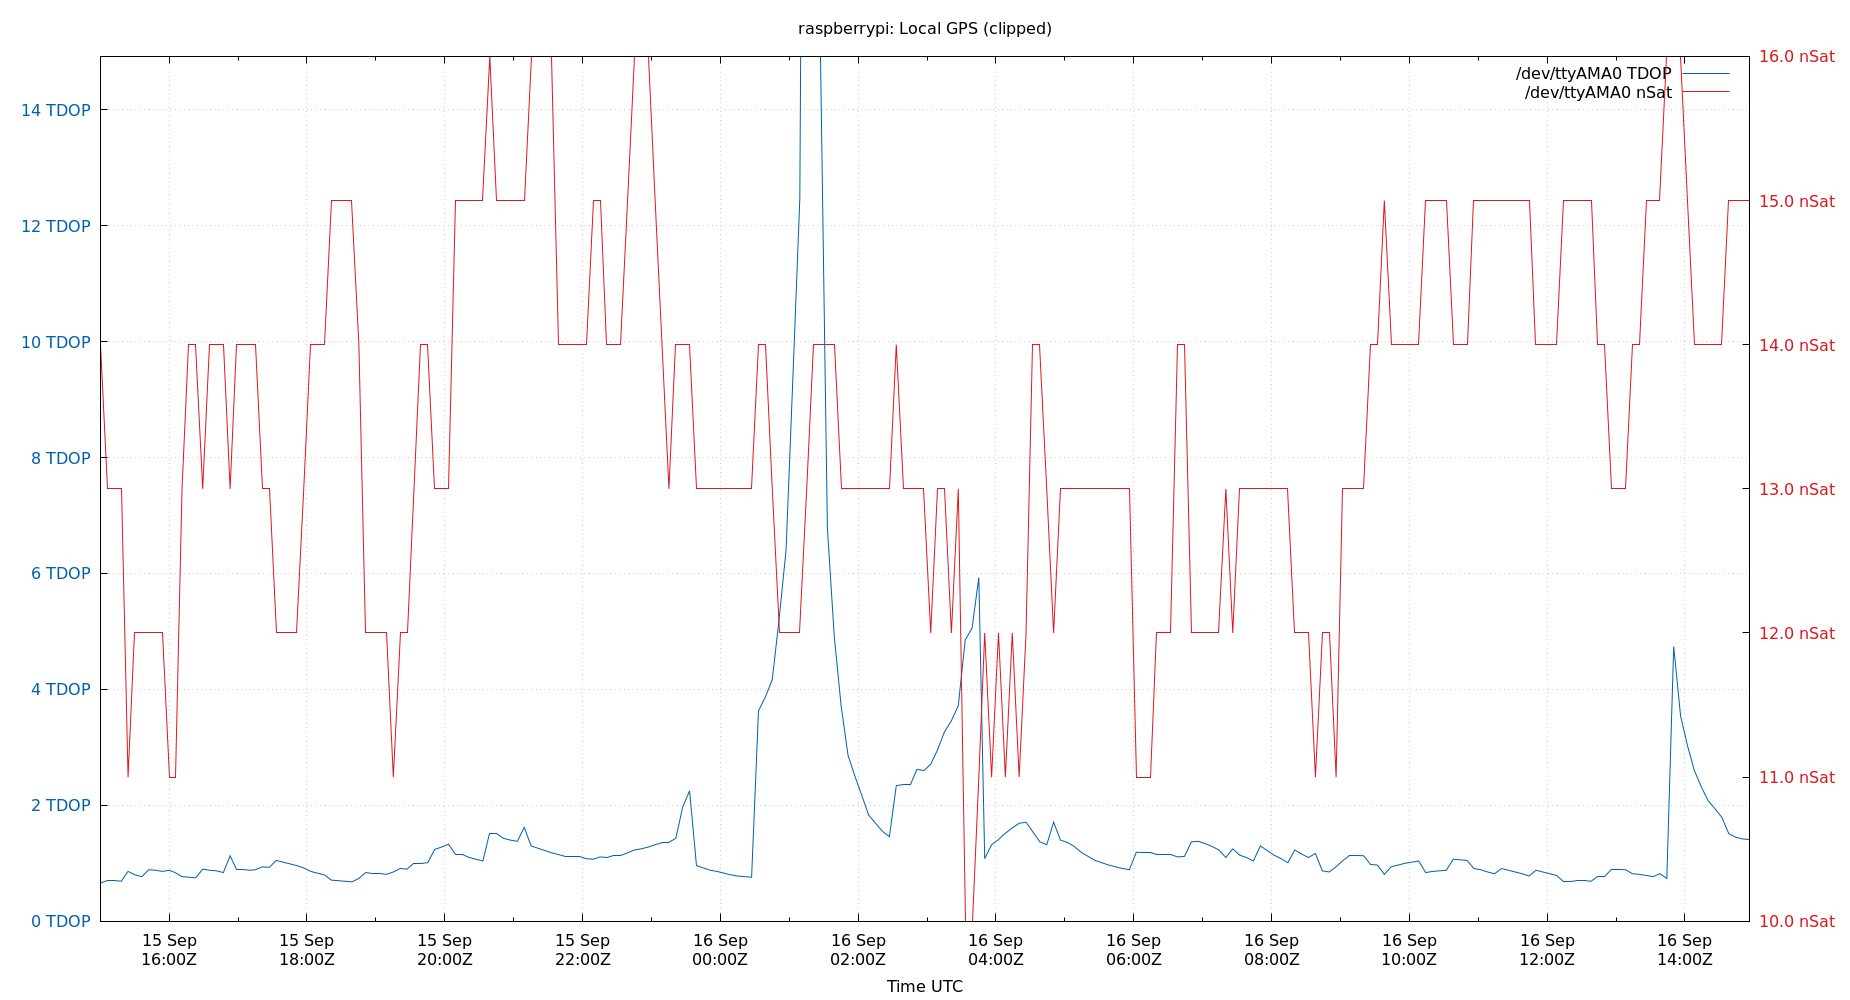 raspberrypi: Local GPS (clipped)
/dev/ttyAMA0 TDOP
/dev/ttyAMA0 nSat
14 TDOP
12 TDOP
10 TDOP
8 TDOP
6 TDOP
4 TDOP
2 TDOP
0 TDOP
16.0 nSat
15.0 nSat
14.0 nSat
13.0 nSat
12.0 nSat
11.0 nSat
10.0 nSat
15 Sep 15 Sep 15 Sep 15 Sep 16 Sep 16 Sep 16 Sep 16 Sep 16 Sep 16 Sep 16 Sep 16 Sep
16:00Z 18:00Z 20:00Z 22:00Z 00:00Z 02:00Z 04:00Z 06:00Z 08:00Z 10:00Z 12:00Z 14:00Z
Time UTC